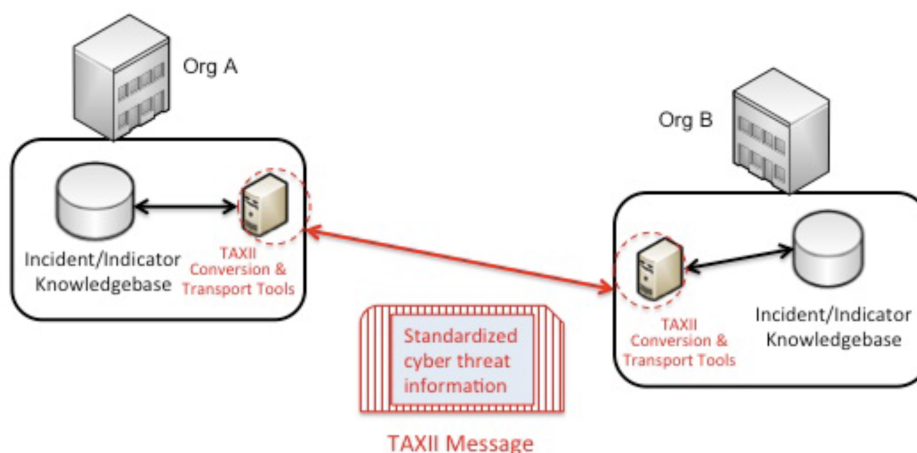 Org A
Incident/Indicator
Knowledgebase
TAXII
Conversion &
Transport Tools
Org B
TAXII
Conversion &
Transport Tools
Incident/Indicator
Knowledgebase
Standardized
cyber threat
information
TAXII Message